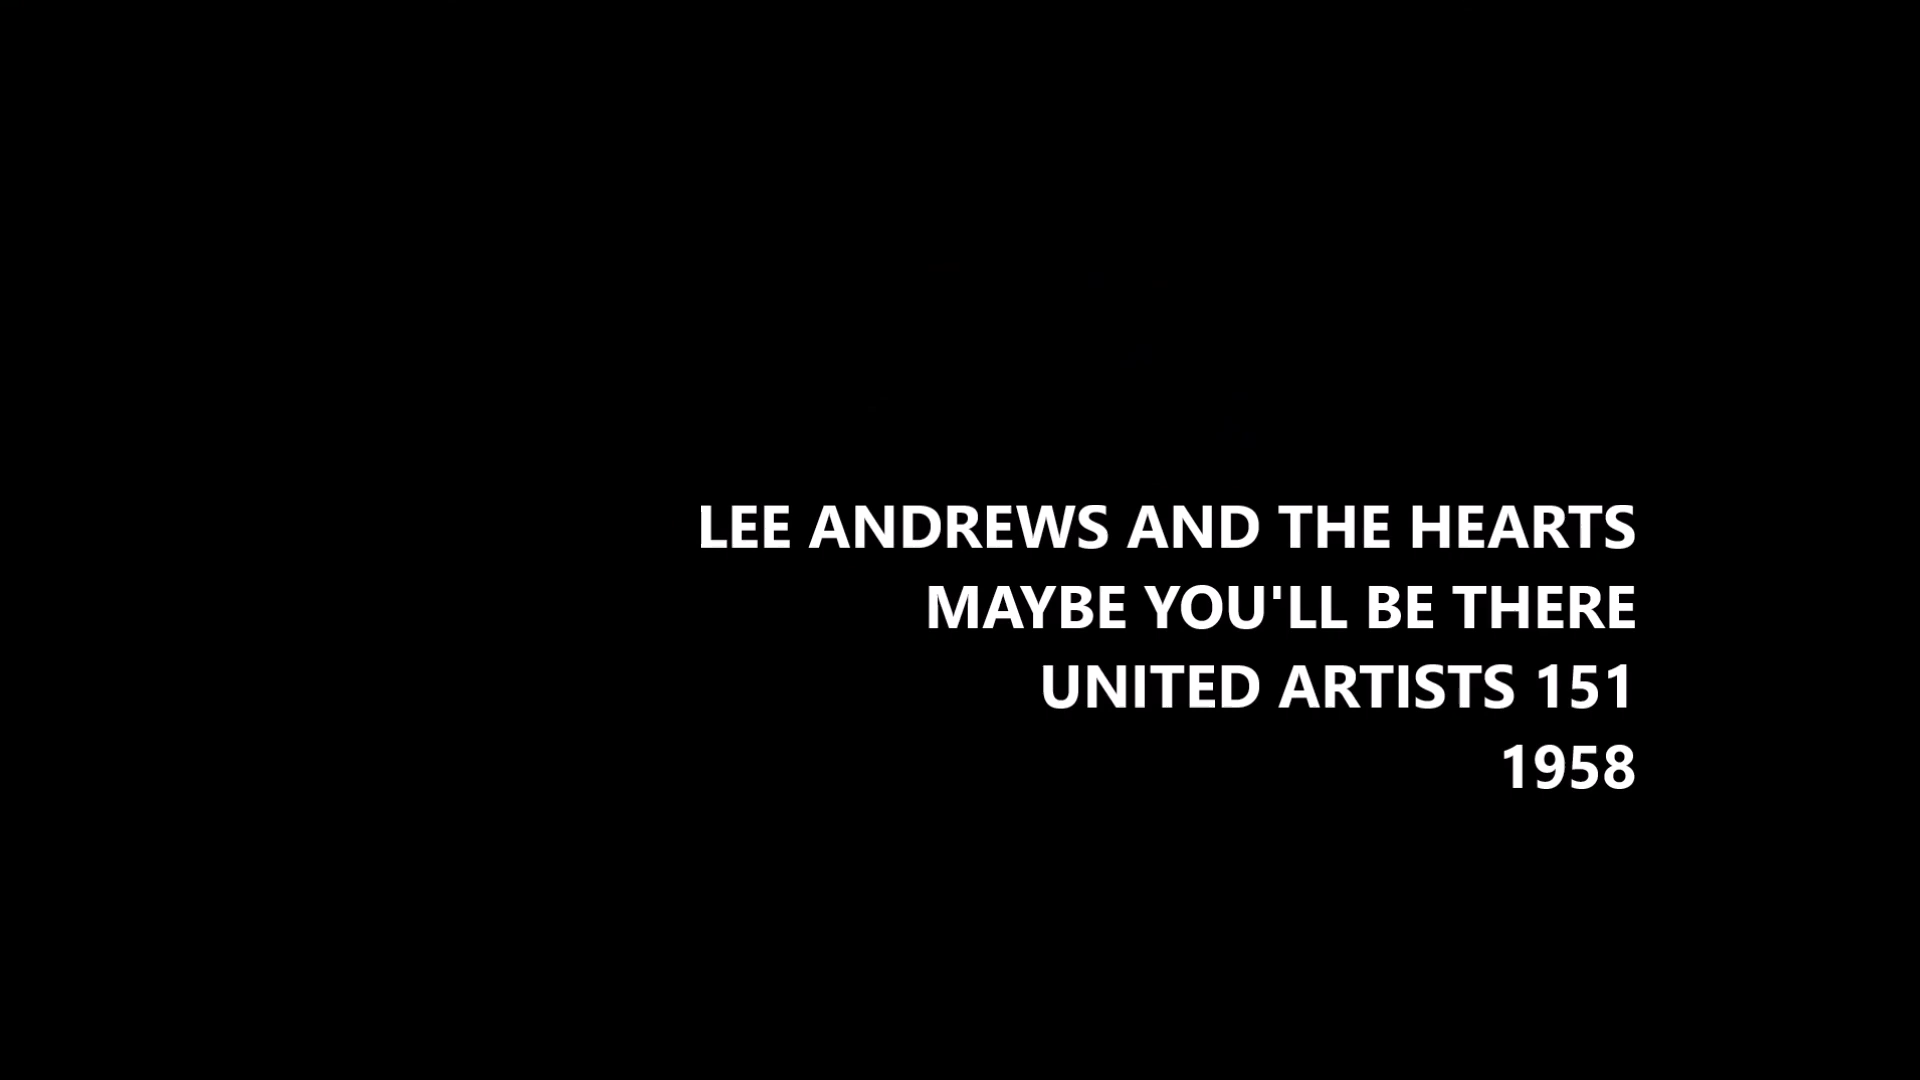 LEE ANDREWS AND THE HEARTS
MAYBE YOU'LL BE THERE
UNITED ARTISTS 151
1958